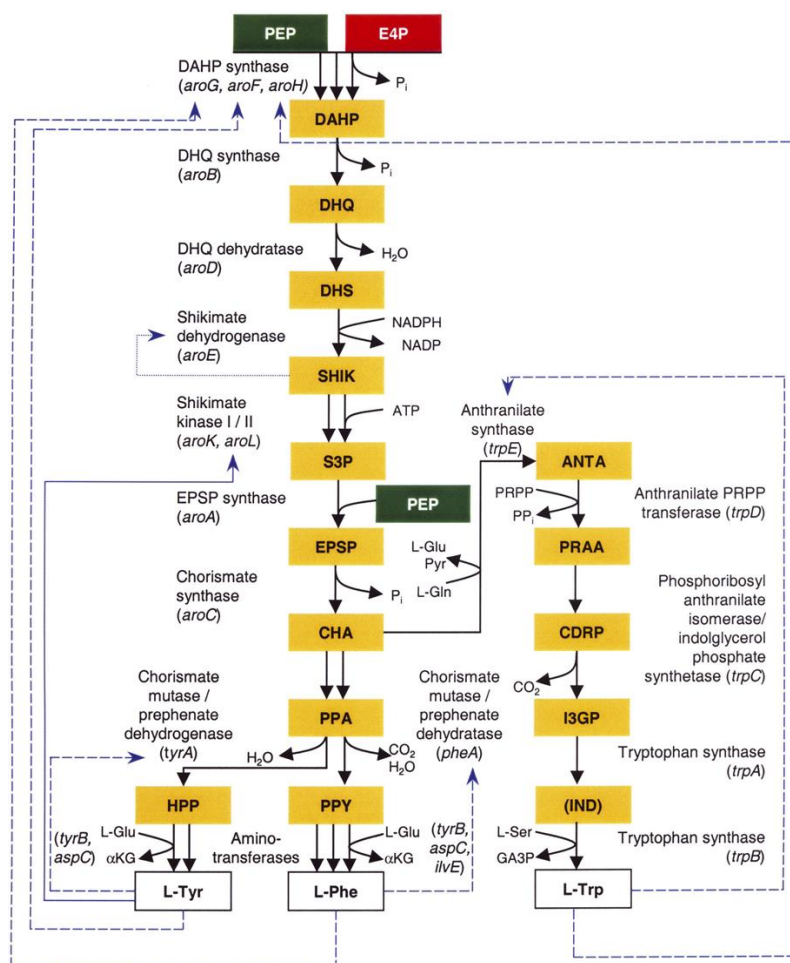 PEP
E4P
DAHP synthase
(aroG, aroF, aroH)
Pi
DAHP
DHQ synthase
(aroB)
Pi
DHQ
DHQ dehydratase
(aroD)
H2O
DHS
Shikimate
dehydrogenase
(aroE)
NADPH
NADP
SHIK
Shikimate
kinase I / II
(aroK, aroL)
ATP
Anthranilate
synthase
(trpE)
S3P
ANTA
EPSP synthase
(aroA)
PEP
PRPP
PPi
Anthranilate PRPP
transferase (trpD)
EPSP
PRAA
L-Glu
Pyr
L-Gln
Chorismate
synthase
(aroC)
Pi
Phosphoribosyl
anthranilate
isomerase/
indolglycerol
phosphate
synthetase (trpC)
CHA
CDRP
CO2
Chorismate
mutase /
prephenate
dehydrogenase
(tyrA)
Chorismate
mutase /
prephenate
dehydratase
(pheA)
PPA
I3GP
H2O
CO2
H2O
Tryptophan synthase
(trpA)
HPP
PPY
(IND)
(tyrB,
aspC)
L-Glu
αKG
Amino-
transferases
L-Glu
αKG
(tyrB,
aspC,
ilvE)
L-Ser
GA3P
Tryptophan synthase
(trpB)
L-Tyr
L-Phe
L-Trp